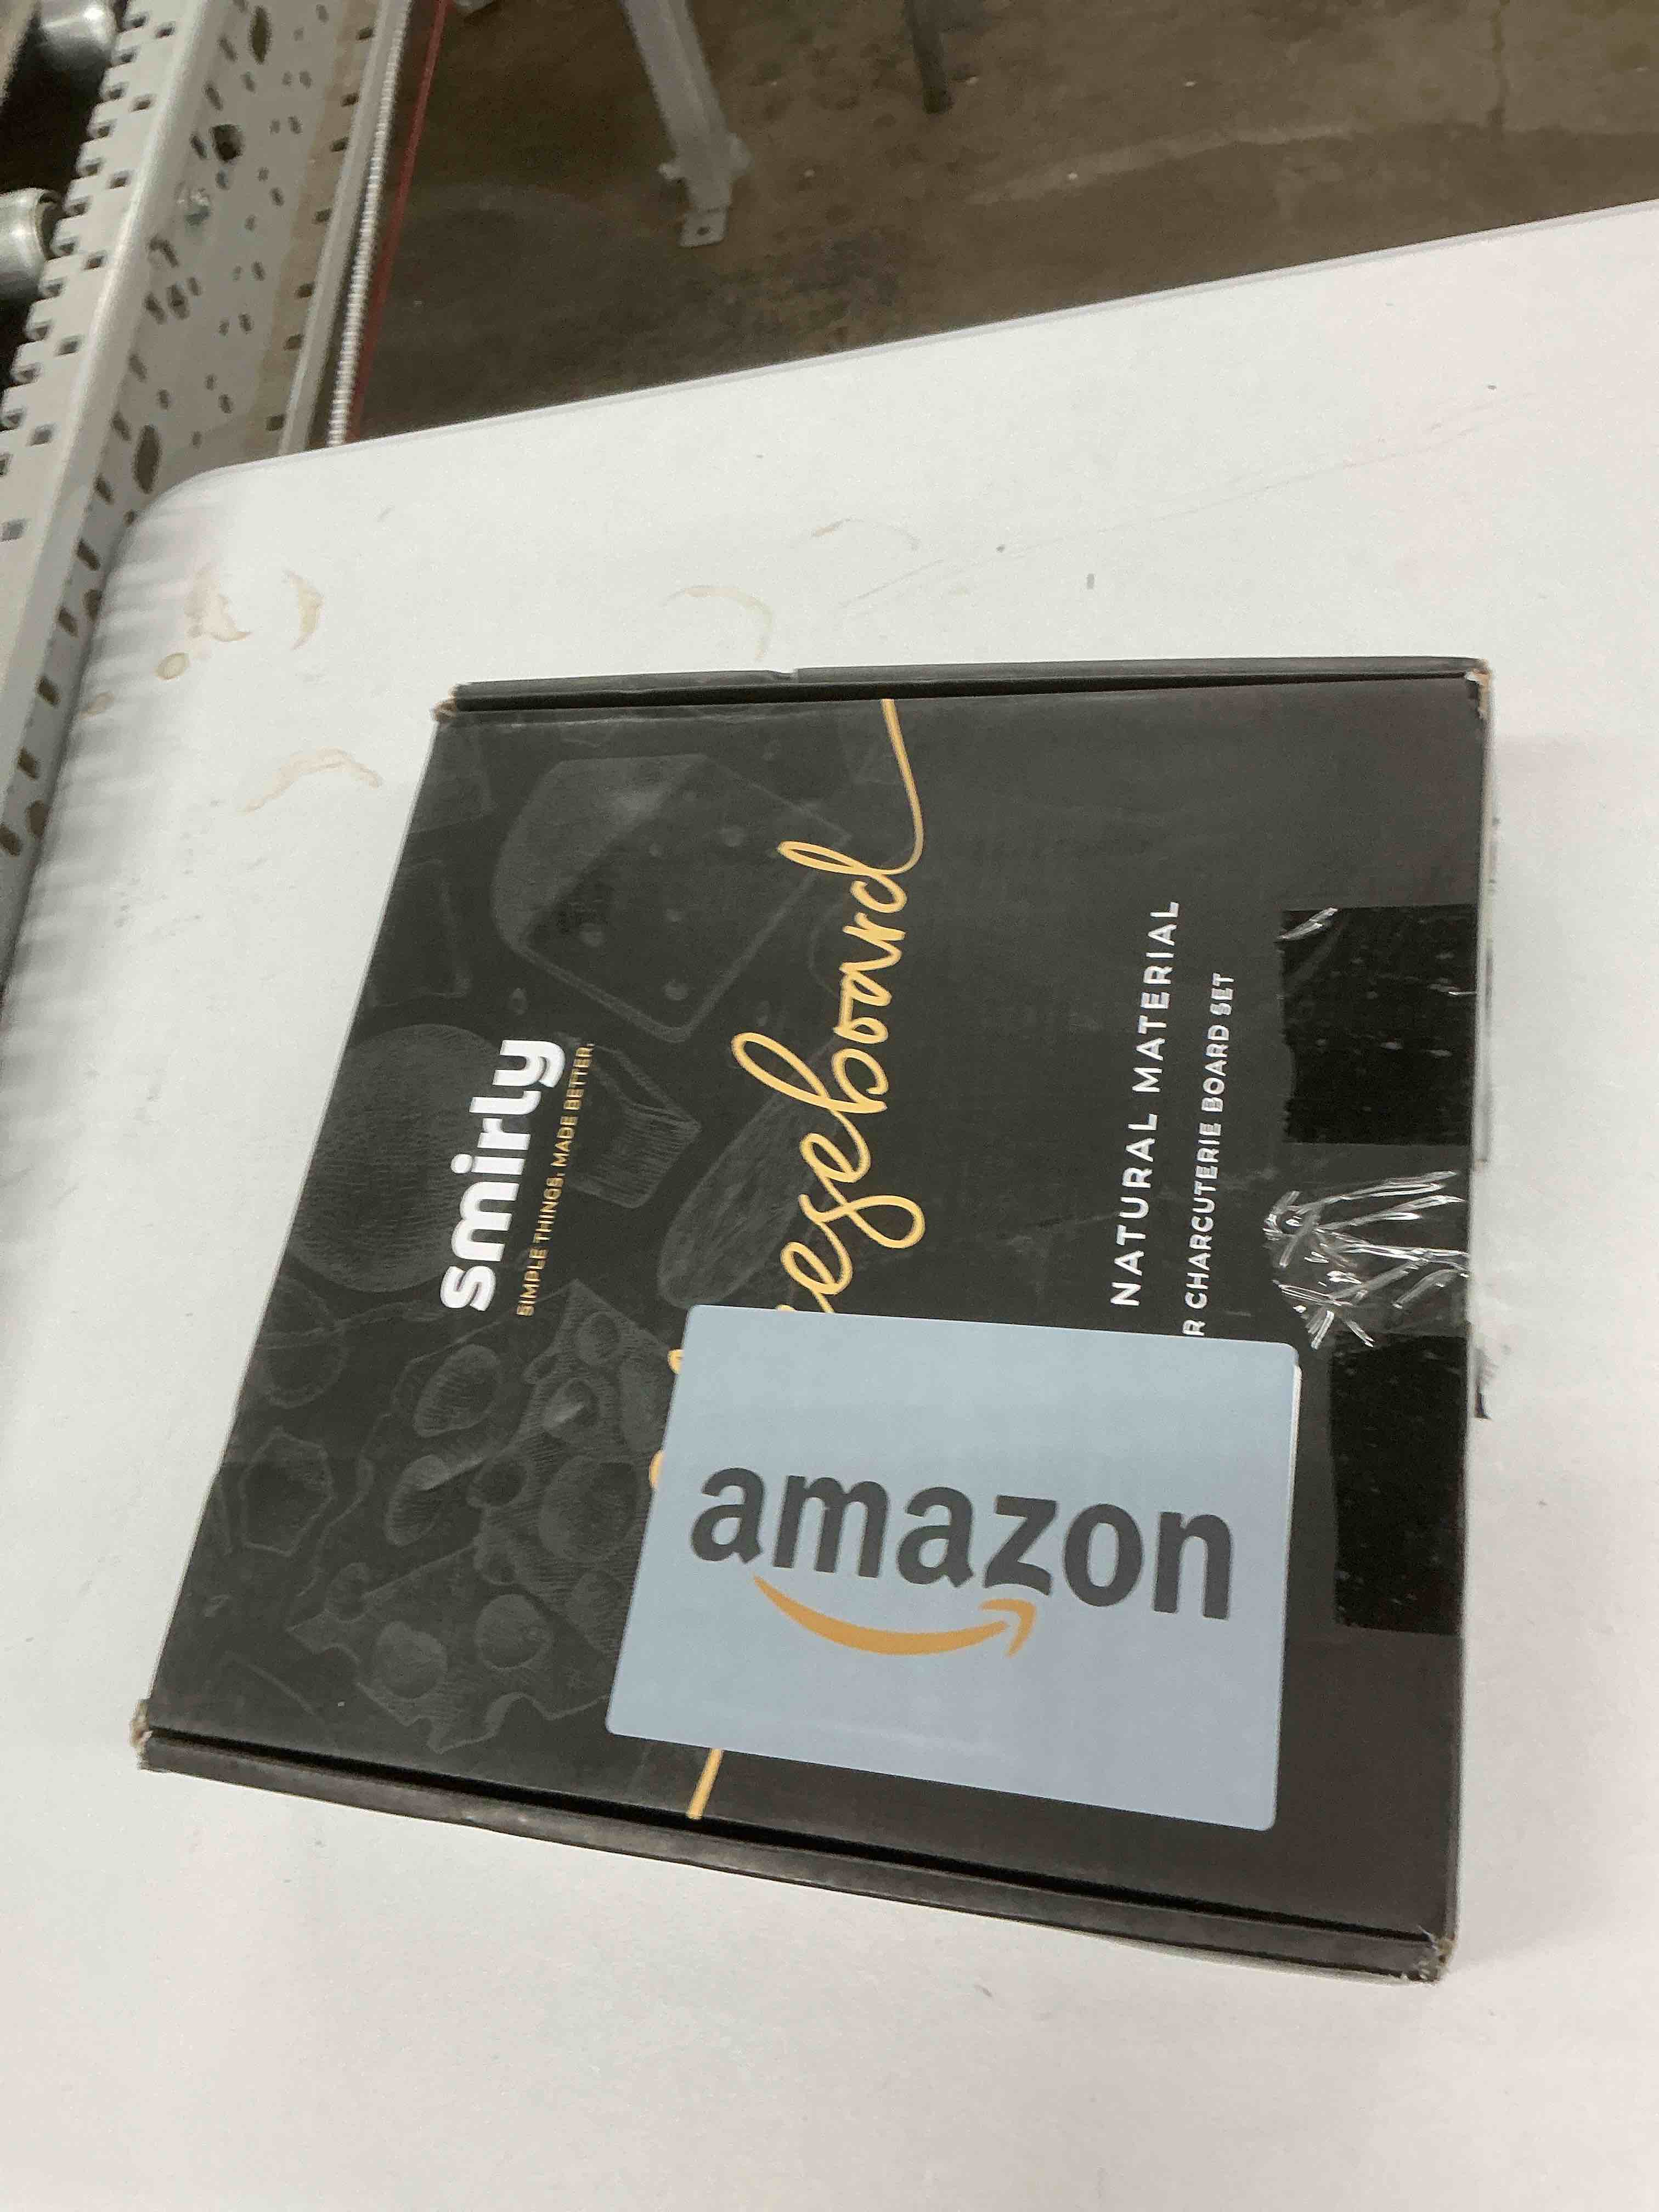 smirly
SIMPLE THINGS. MADE BETTER.
eseboard
NATURAL MATERIAL
R CHARCUTERIE BOARD SET
amazon